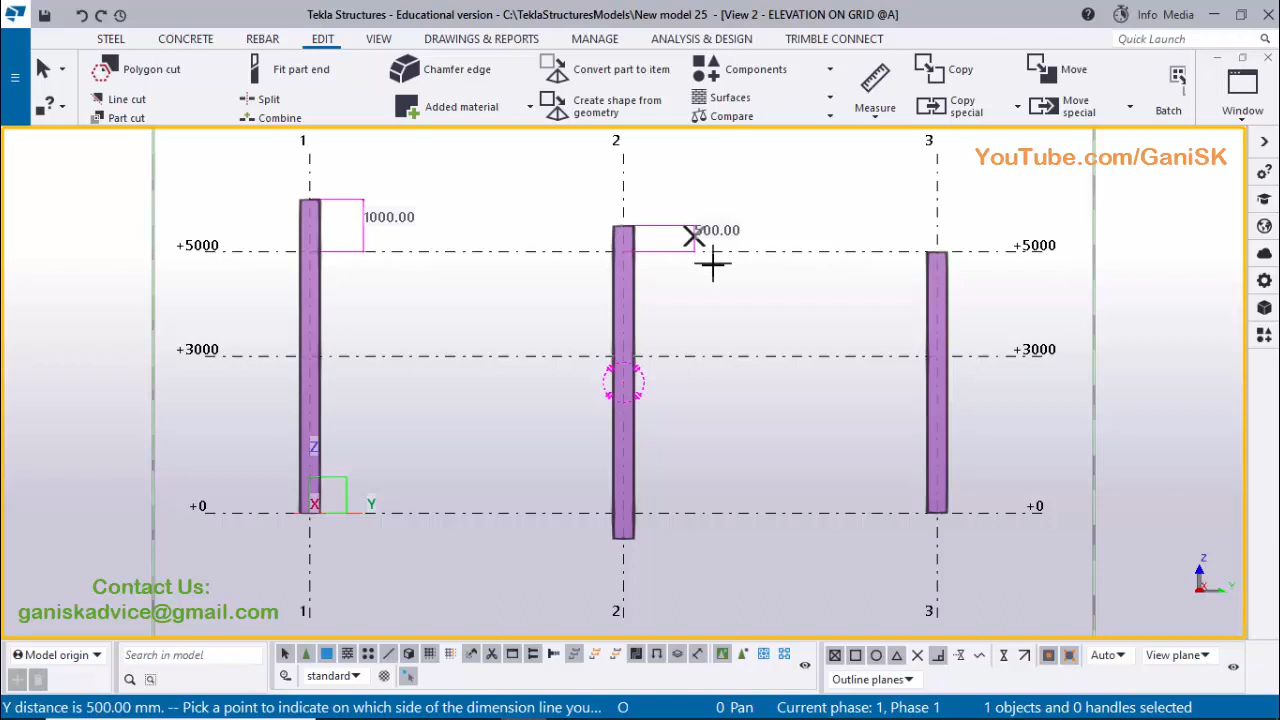 Tekla Structures - Educational version - C:\TeklaStructuresModels\New model 25 - [View 2 - ELEVATION ON GRID @A]
Info Media
STEEL CONCRETE REBAR EDIT VIEW DRAWINGS & REPORTS MANAGE ANALYSIS & DESIGN TRIMBLE CONNECT
Quick Launch
Polygon cut
Line cut
Part cut
Fit part end
Split
Combine
Chamfer edge
Added material
Convert part to item
Create shape from geometry
Components
Surfaces
Compare
Measure
Copy
Copy special
Move
Move special
Batch
Window
1 2 3
YouTube.com/GaniSK
1000.00
500.00
+5000 +5000
+3000 +3000
Z
X Y
+0 +0
Z
X Y
Contact Us:
ganiskadvice@gmail.com
1 2 3
Model origin
Search in model
standard
Auto
View plane
Outline planes
Y distance is 500.00 mm. -- Pick a point to indicate on which side of the dimension line you...
O
0 Pan
Current phase: 1, Phase 1
1 objects and 0 handles selected